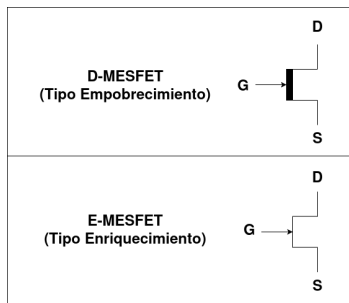 D
D-MESFET
(Tipo Empobrecimiento)
G
S
D
E-MESFET
(Tipo Enriquecimiento)
G
S